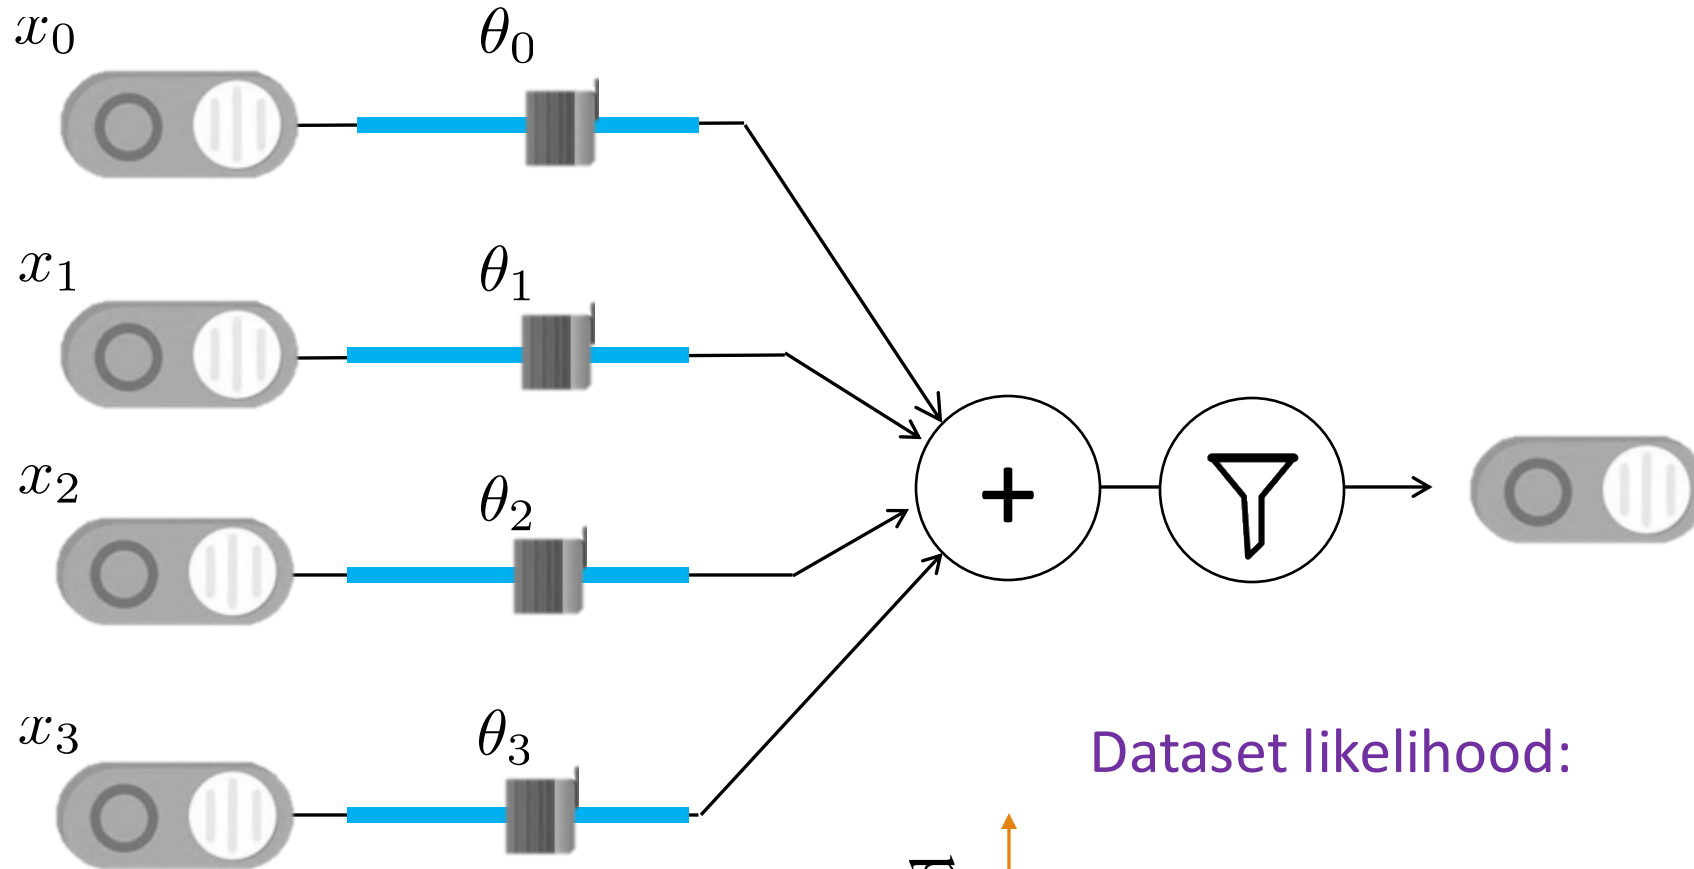 x₀ θ₀
x₁ θ₁
x₂ θ₂
x₃ θ₃
+
Dataset likelihood: